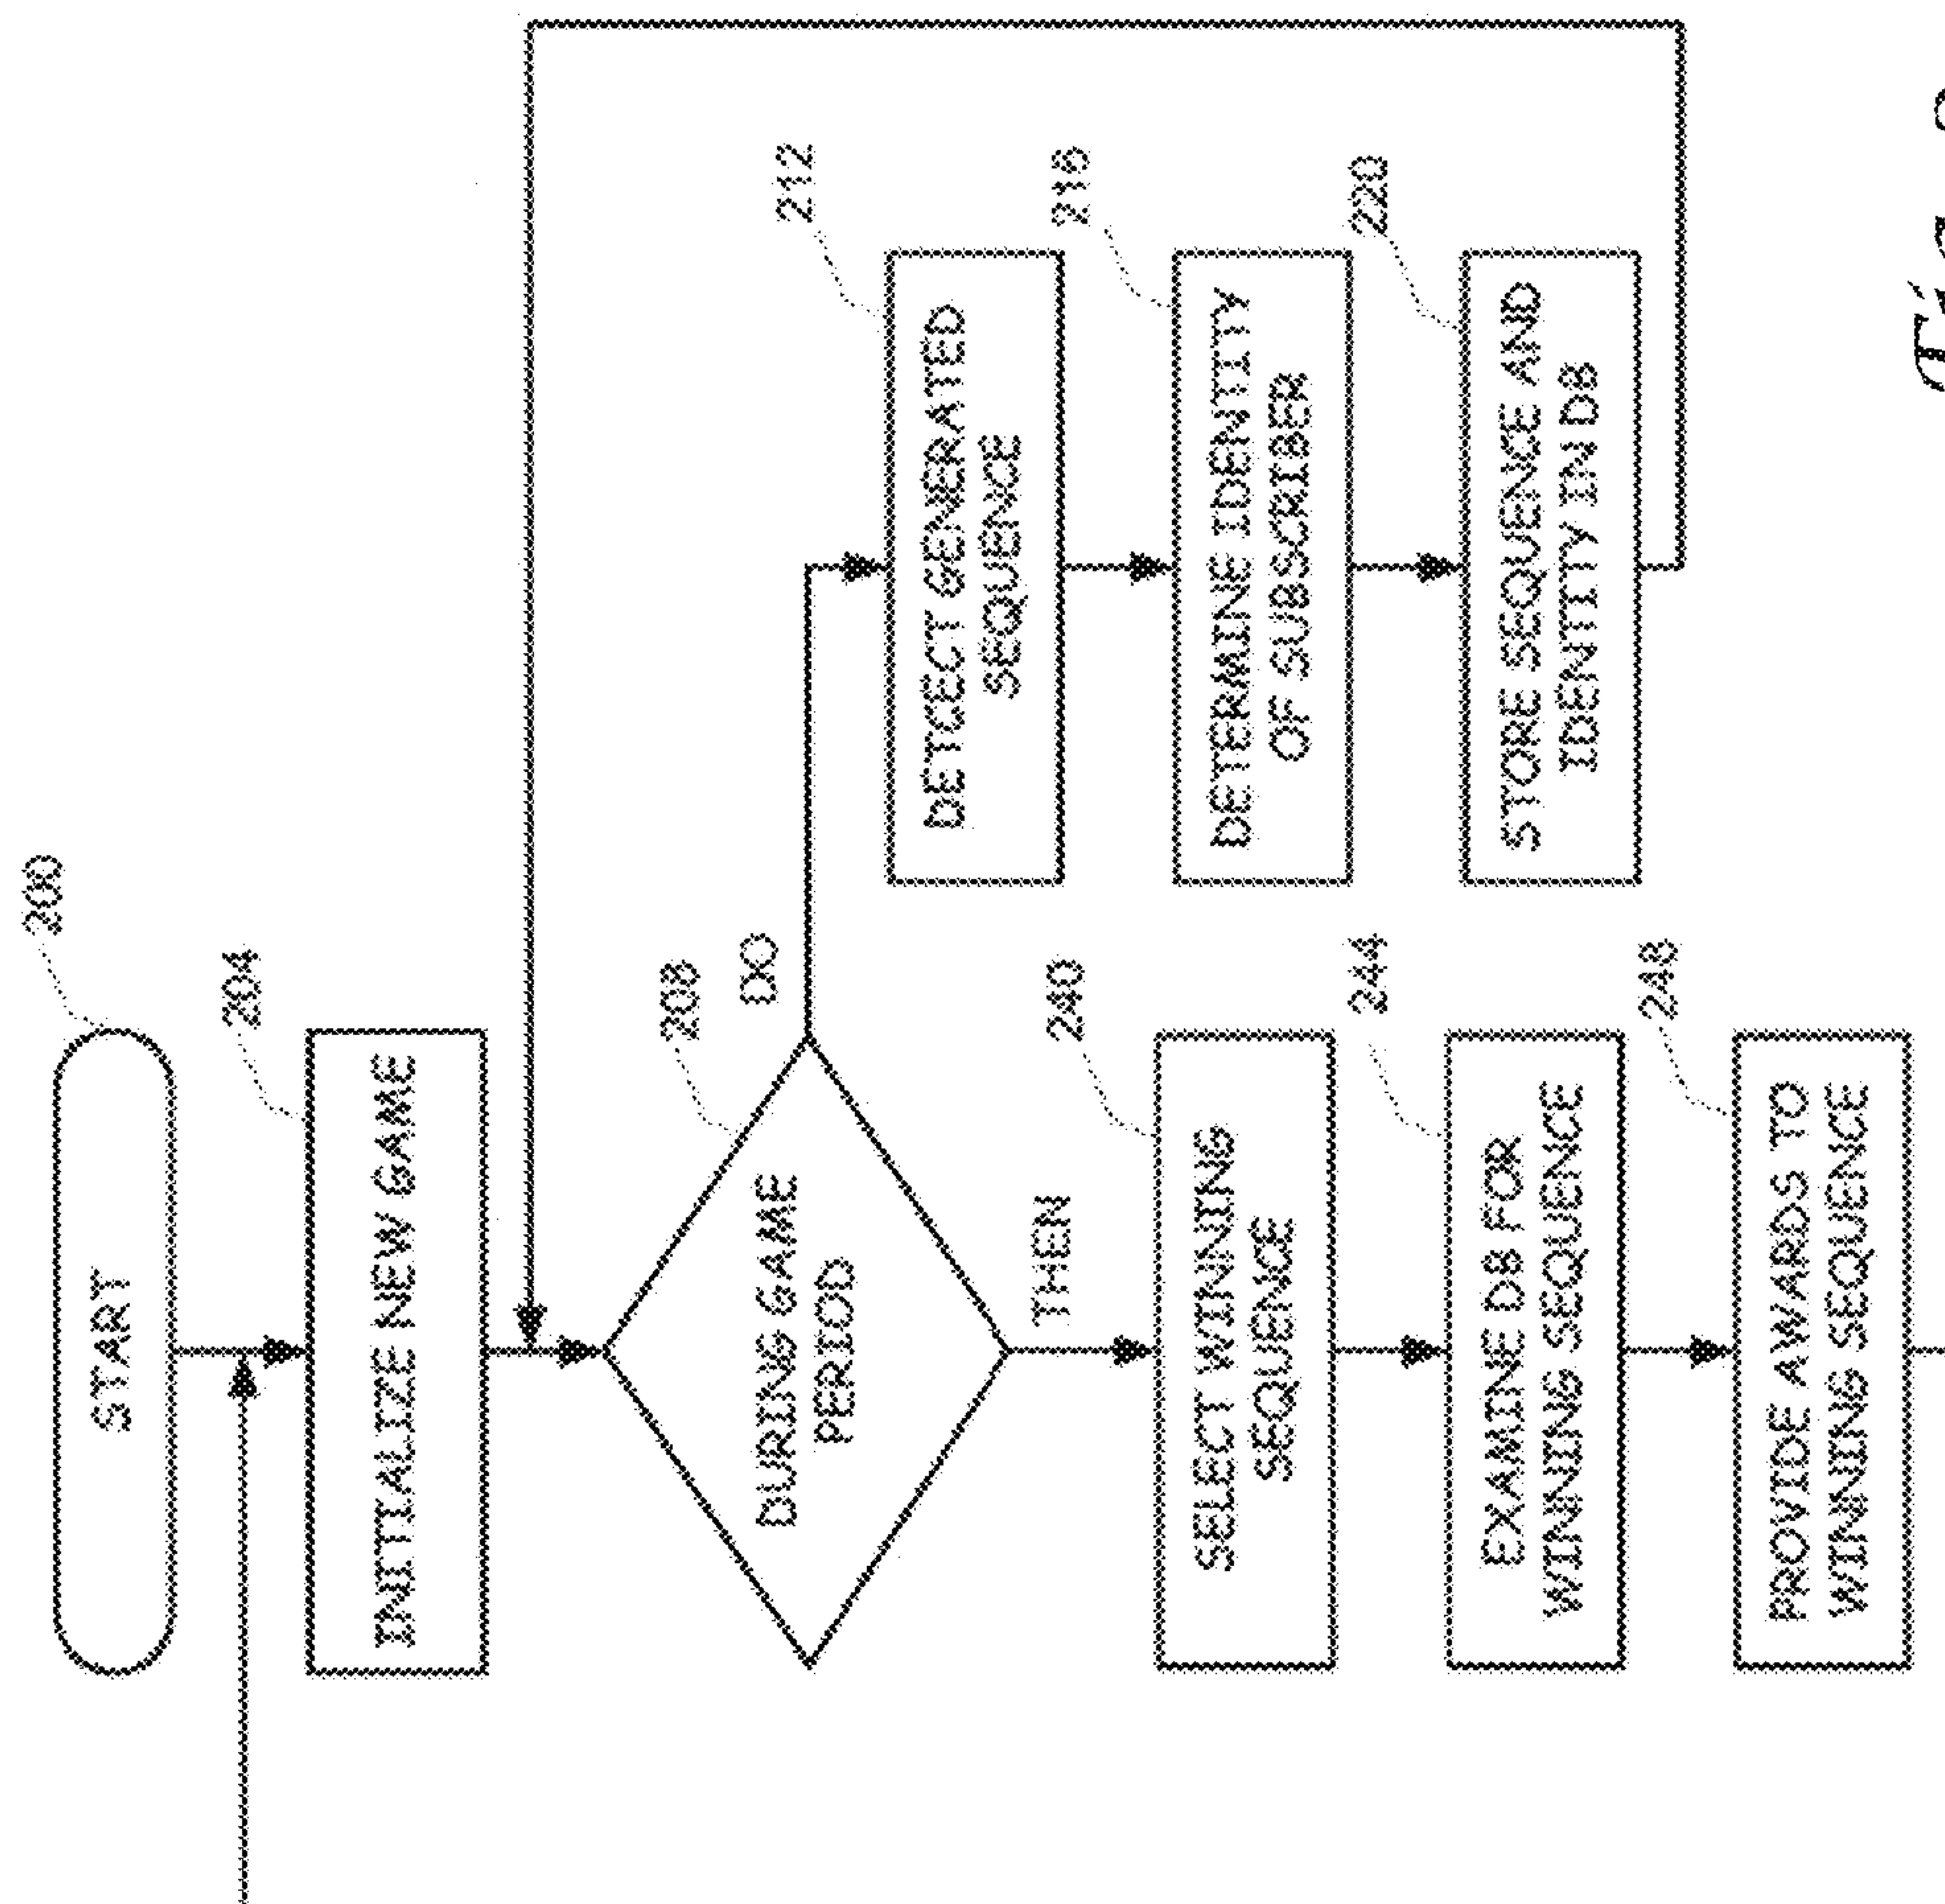 START
200
INITIALIZE NEW GAME
204
DURING GAME
PERIOD
208
DO
THEN
DETCECT GENERATED
SEQUENCE
212
DETERMINE IDENTITY
OF SUBSCRIBER
216
STORE SEQUENCE AND
IDENTITY IN DB
220
SELECT WINNING
SEQUENCE
240
EXAMINE DB FOR
WINNING SEQUENCE
244
PROVIDE AWARDS TO
WINNING SEQUENCE
248